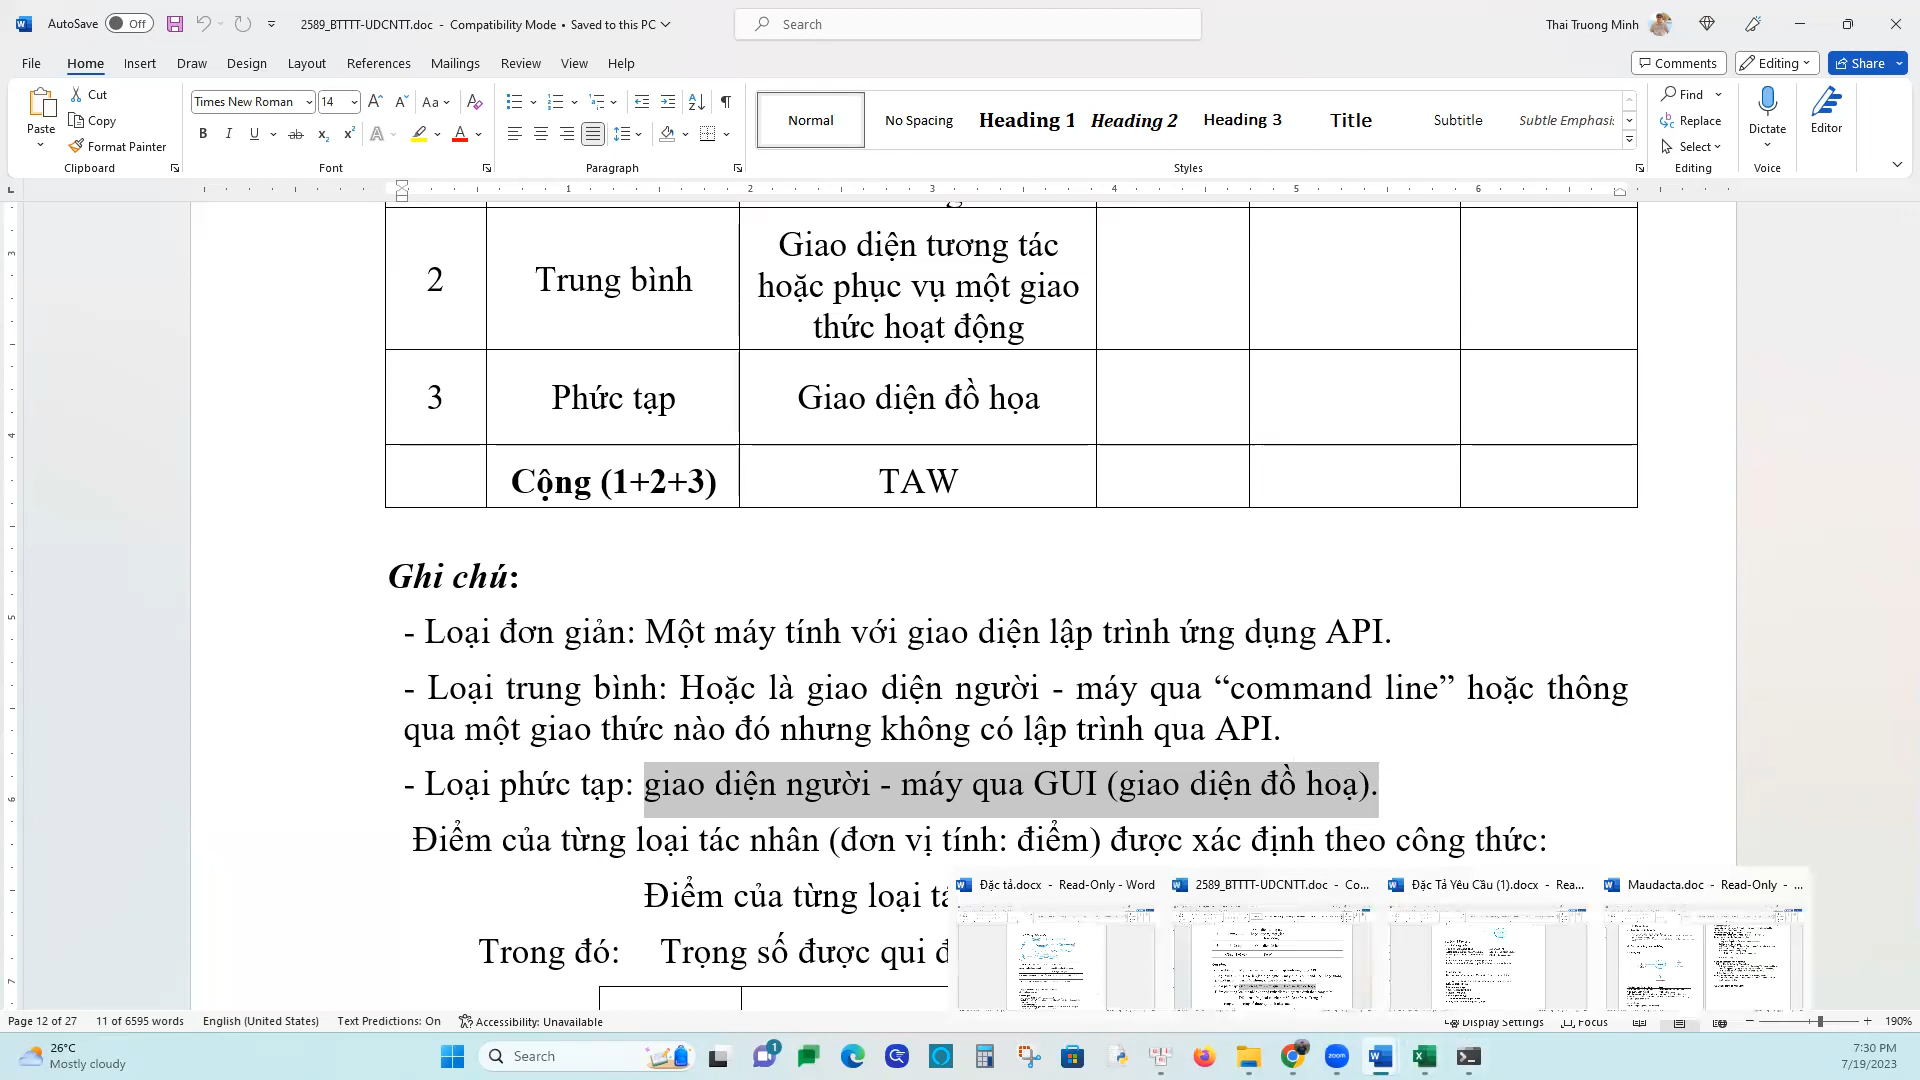 AutoSave Off 2589_BTTTT-UDCNTT.doc - Compatibility Mode • Saved to this PC Search Thai Truong Minh
File Home Insert Draw Design Layout References Mailings Review View Help Comments Editing Share
Paste Cut Copy Format Painter Clipboard
Times New Roman 14 Font
Paragraph
Normal No Spacing Heading 1 Heading 2 Heading 3 Title Subtitle Subtle Emphasis Styles
Find Replace Select Editing
Dictate Voice
Editor
1 2 3 4 5 6
2 Trung bình Giao diện tương tác
hoặc phục vụ một giao
thức hoạt động
3 Phức tạp Giao diện đồ họa
Cộng (1+2+3) TAW
Ghi chú:
- Loại đơn giản: Một máy tính với giao diện lập trình ứng dụng API.
- Loại trung bình: Hoặc là giao diện người - máy qua “command line” hoặc thông
qua một giao thức nào đó nhưng không có lập trình qua API.
- Loại phức tạp: giao diện người - máy qua GUI (giao diện đồ hoạ).
Điểm của từng loại tác nhân (đơn vị tính: điểm) được xác định theo công thức:
Đặc tả.docx - Read-Only - Word 2589_BTTTT-UDCNTT.doc - Co... Đặc Tả Yêu Cầu (1).docx - Rea... Maudacta.doc - Read-Only - ...
Điểm của từng loại tá
Trong đó: Trọng số được qui đ
Page 12 of 27 11 of 6595 words English (United States) Text Predictions: On Accessibility: Unavailable Display Settings Focus 190%
26°C
Mostly cloudy
Search
7:30 PM
7/19/2023